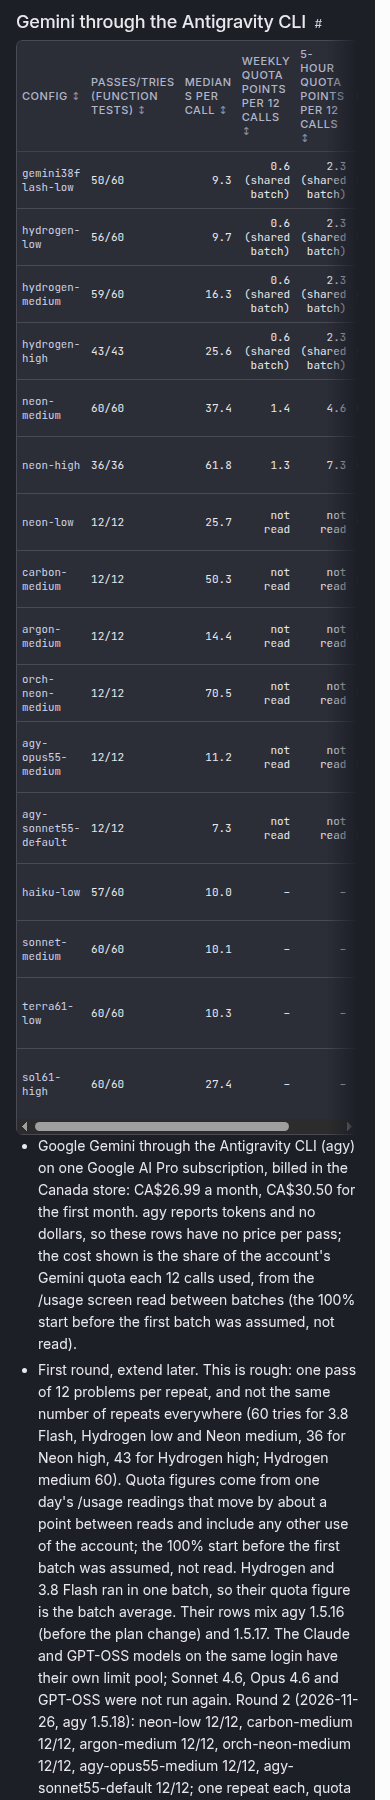 Gemini through the Antigravity CLI #
CONFIG ↕ PASSES/TRIES (FUNCTION TESTS) ↕ MEDIAN S PER CALL ↕ WEEKLY QUOTA POINTS PER 12 CALLS ↕ 5-HOUR QUOTA POINTS PER 12 CALLS ↕
gemini38flash-low 50/60 9.3 0.6 (shared batch) 2.3 (shared batch)
hydrogen-low 56/60 9.7 0.6 (shared batch) 2.3 (shared batch)
hydrogen-medium 59/60 16.3 0.6 (shared batch) 2.3 (shared batch)
hydrogen-high 43/43 25.6 0.6 (shared batch) 2.3 (shared batch)
neon-medium 60/60 37.4 1.4 4.6
neon-high 36/36 61.8 1.3 7.3
neon-low 12/12 25.7 not read not read
carbon-medium 12/12 50.3 not read not read
argon-medium 12/12 14.4 not read not read
orch-neon-medium 12/12 70.5 not read not read
agy-opus55-medium 12/12 11.2 not read not read
agy-sonnet55-default 12/12 7.3 not read not read
haiku-low 57/60 10.0 – –
sonnet-medium 60/60 10.1 – –
terra61-low 60/60 10.3 – –
sol61-high 60/60 27.4 – –
• Google Gemini through the Antigravity CLI (agy)
on one Google AI Pro subscription, billed in the
Canada store: CA$26.99 a month, CA$30.50 for
the first month. agy reports tokens and no
dollars, so these rows have no price per pass;
the cost shown is the share of the account's
Gemini quota each 12 calls used, from the
/usage screen read between batches (the 100%
start before the first batch was assumed, not
read).
• First round, extend later. This is rough: one pass
of 12 problems per repeat, and not the same
number of repeats everywhere (60 tries for 3.8
Flash, Hydrogen low and Neon medium, 36 for
Neon high, 43 for Hydrogen high; Hydrogen
medium 60). Quota figures come from one
day's /usage readings that move by about a
point between reads and include any other use
of the account; the 100% start before the first
batch was assumed, not read. Hydrogen and
3.8 Flash ran in one batch, so their quota figure
is the batch average. Their rows mix agy 1.5.16
(before the plan change) and 1.5.17. The Claude
and GPT-OSS models on the same login have
their own limit pool; Sonnet 4.6, Opus 4.6 and
GPT-OSS were not run again. Round 2 (2026-11-
26, agy 1.5.18): neon-low 12/12, carbon-medium
12/12, argon-medium 12/12, orch-neon-medium
12/12, agy-opus55-medium 12/12, agy-
sonnet55-default 12/12; one repeat each, quota